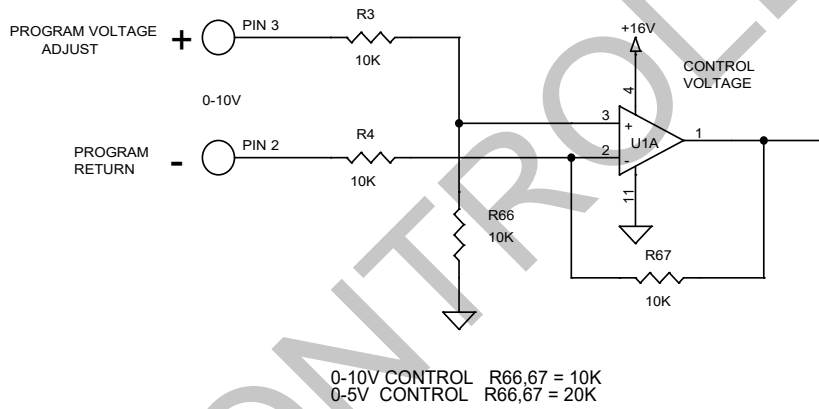 PROGRAM VOLTAGE
ADJUST
+
PIN 3
R3
10K
0-10V
PROGRAM
RETURN
-
PIN 2
R4
10K
R66
10K
+16V
CONTROL
VOLTAGE
4
3
+
2
-
U1A
1
11
R67
10K
0-10V CONTROL R66,67 = 10K
0-5V CONTROL R66,67 = 20K
ONTROLL